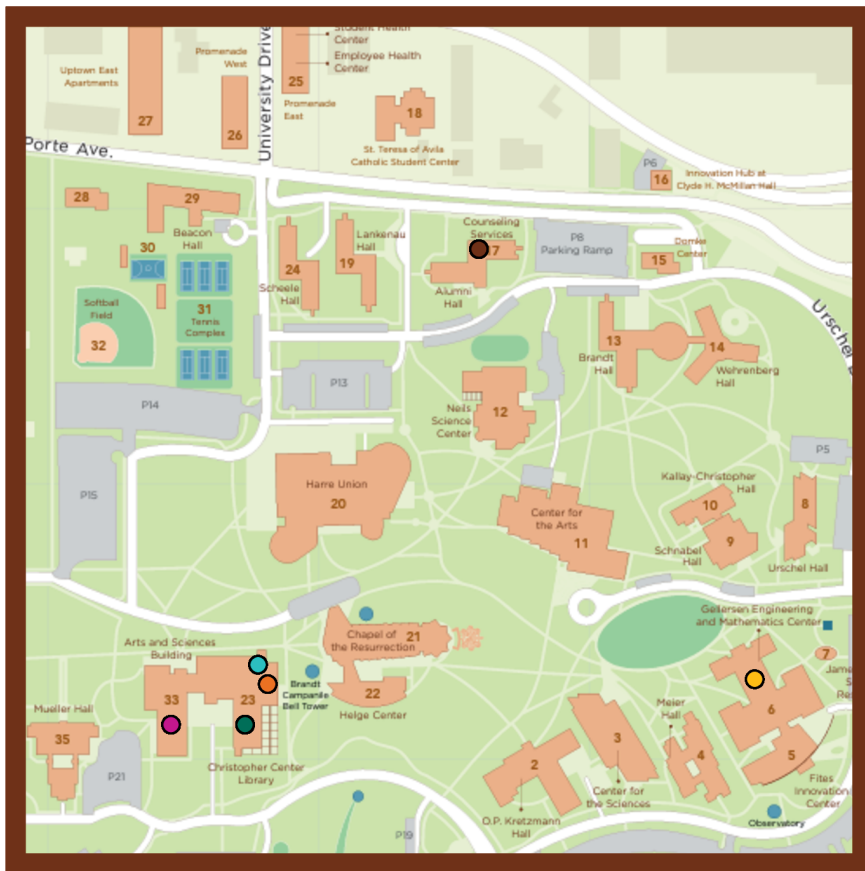 Student Health
Center
Employee Health
Center
25
Promenade
East
University Drive
Promenade
West
26
Uptown East
Apartments
27
18
St. Teresa of Avila
Catholic Student Center
Porte Ave.
P6
16
Innovation Hub at
Clyde H. McMillan Hall
28
29
Beacon
Hall
30
Lankenau
Hall
19
24
Scheele
Hall
Counseling
Services
17
Alumni
Hall
P8
Parking Ramp
15
Domke
Center
Softball
Field
32
31
Tennis
Complex
Brandt
Hall
13
14
Wehrenberg
Hall
P13
P14
Neils
Science
Center
12
P5
P15
Harre Union
20
Center for
the Arts
11
Kallay-Christopher
Hall
10
9
Schnabel
Hall
8
Urschel Hall
Gellersen Engineering
and Mathematics Center
7
6
Arts and Sciences
Building
33
23
Christopher Center
Library
Chapel of
the Resurrection
21
22
Helge Center
Brandt
Campanile
Bell Tower
Mueller Hall
35
P21
2
O.P. Kretzmann
Hall
3
Center for
the Sciences
Meier
Hall
4
5
Fites
Innovation
Center
Observatory
P19